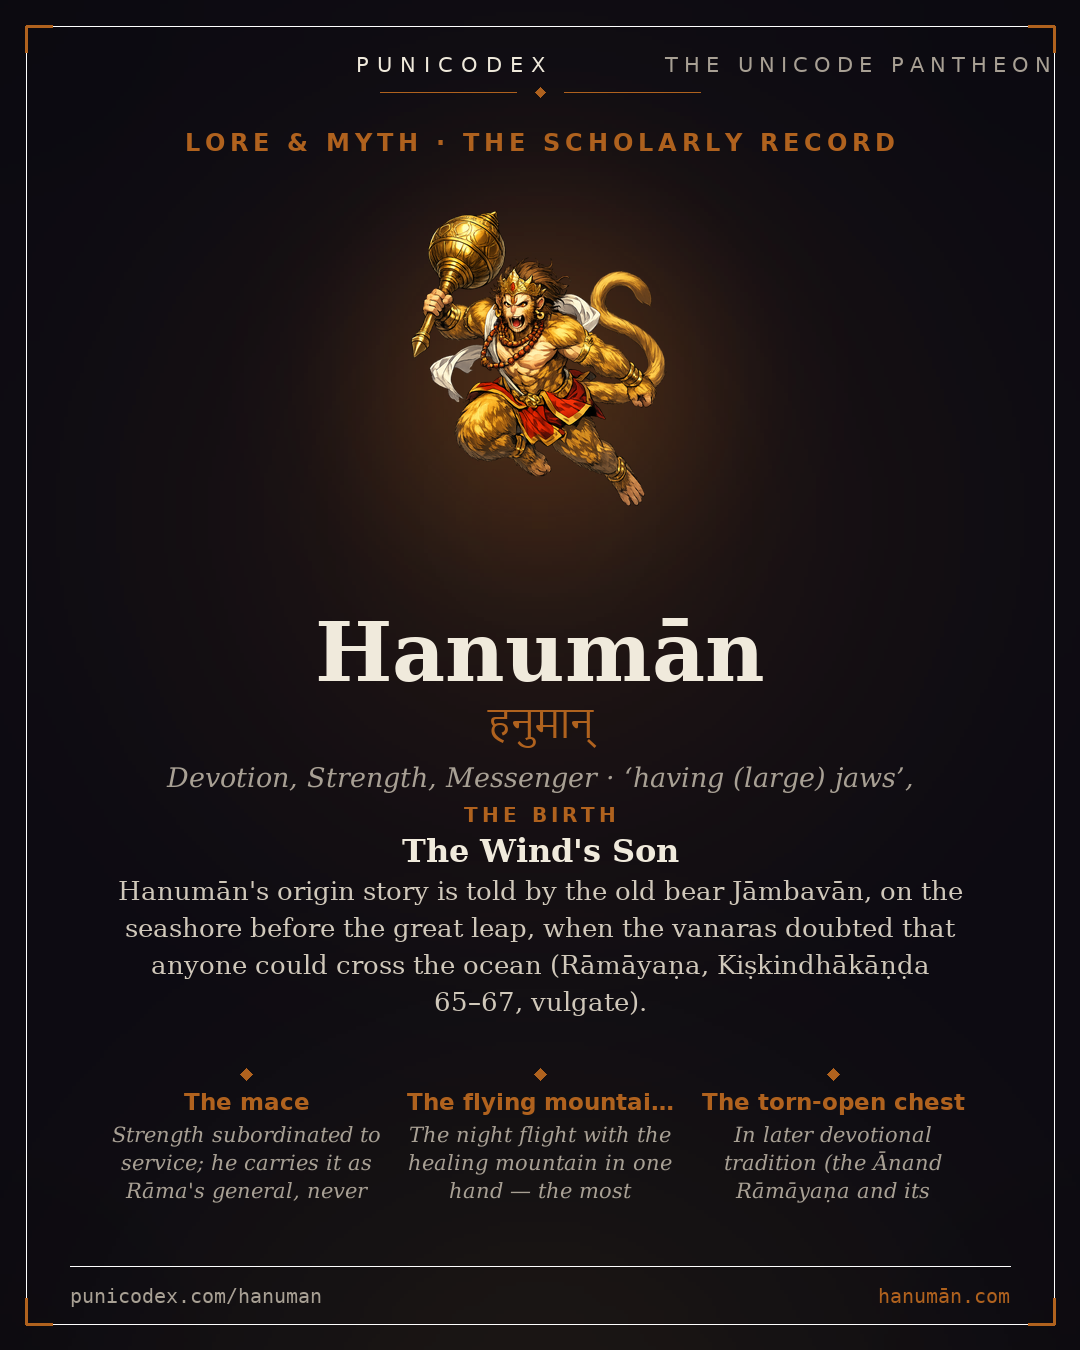 PUNICODEX THE UNICODE PANTHEON
LORE & MYTH · THE SCHOLARLY RECORD
Hanumān
हनुमान्
Devotion, Strength, Messenger · ‘having (large) jaws’,
THE BIRTH
The Wind's Son
Hanumān's origin story is told by the old bear Jāmbavān, on the
seashore before the great leap, when the vanaras doubted that
anyone could cross the ocean (Rāmāyaṇa, Kiṣkindhākāṇḍa
65–67, vulgate).
The mace
Strength subordinated to
service; he carries it as
Rāma's general, never
The flying mountai…
The night flight with the
healing mountain in one
hand — the most
The torn-open chest
In later devotional
tradition (the Ānand
Rāmāyaṇa and its
punicodex.com/hanuman
hanumān.com